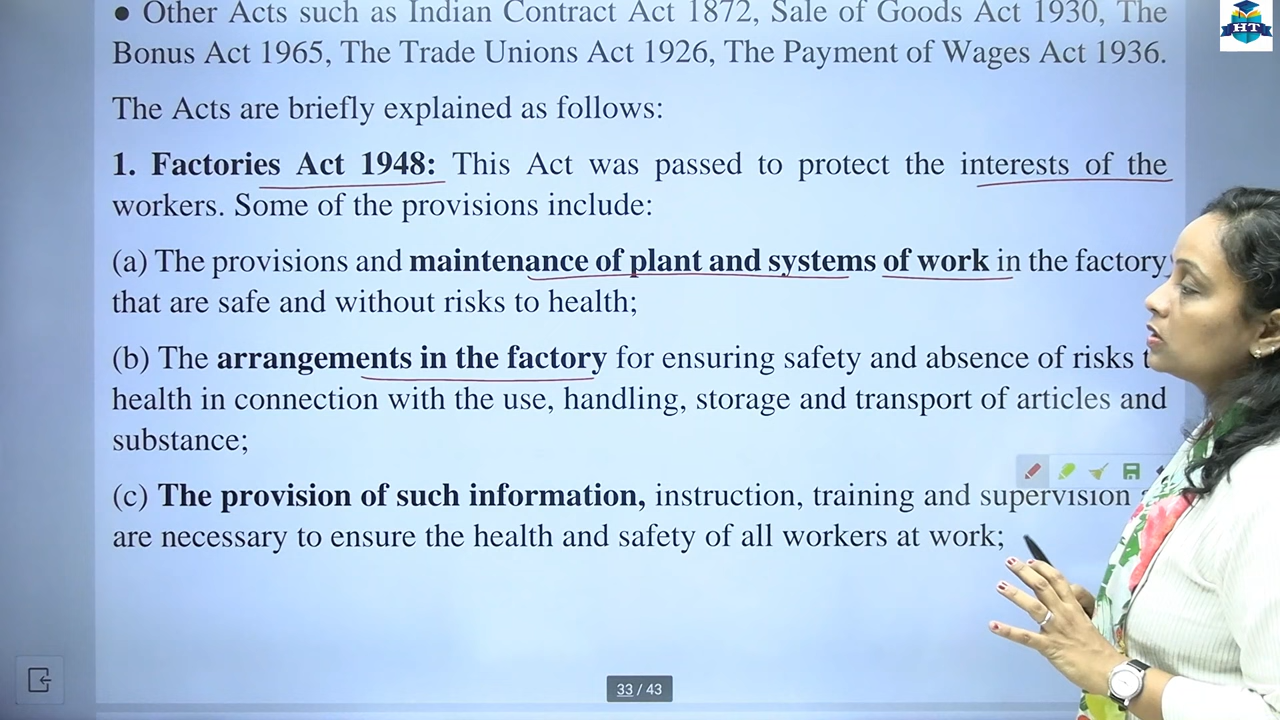 ● Other Acts such as Indian Contract Act 1872, Sale of Goods Act 1930, The
Bonus Act 1965, The Trade Unions Act 1926, The Payment of Wages Act 1936.
The Acts are briefly explained as follows:
1. Factories Act 1948: This Act was passed to protect the interests of the
workers. Some of the provisions include:
(a) The provisions and maintenance of plant and systems of work in the factory
that are safe and without risks to health;
(b) The arrangements in the factory for ensuring safety and absence of risks
health in connection with the use, handling, storage and transport of articles and
substance;
(c) The provision of such information, instruction, training and supervision
are necessary to ensure the health and safety of all workers at work;
33 / 43
HT